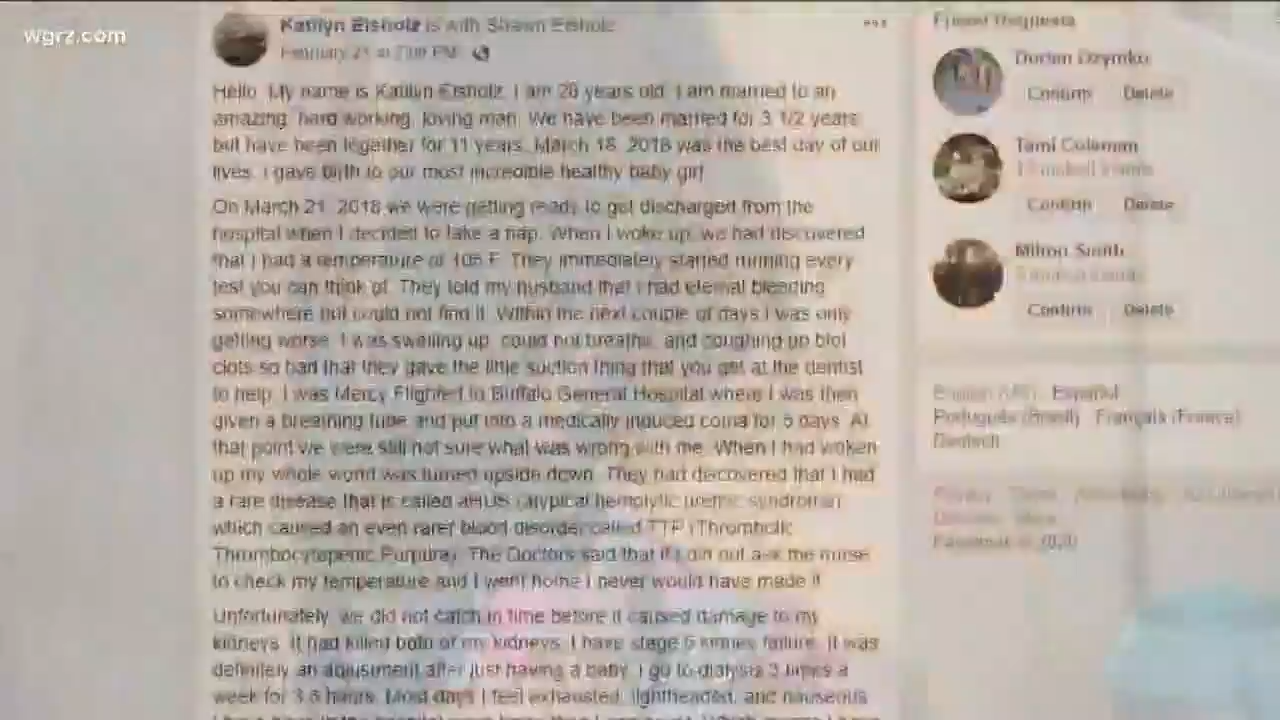 wgrz.com
Katilyn Eisholz is with Shawn Eisholz
February 21 at PM
Hello. My name is Katilyn Eisholz. I am years old. I am married to an
amazing, hard working, loving man. We have been married for 3 1/2 years
but have been together for 11 years. March 18, 2018 was the best day of our
lives. I gave birth to our most incredible healthy baby girl
On March 21, 2018 we were getting ready to get discharged from the
hospital when I decided to take a nap. When I woke up, we had discovered
that I had a temperature of F. They immediately started running every
test you can think of. They told my husband that I had eternal bleeding
somewhere but could not find it. Within the next couple of days I was only
getting worse. I was swelling up, could not breathe, and coughing up blot
clots so bad that they gave the little suction thing that you get at the dentist
to help. I was Mercy Flighted to Buffalo General Hospital where I was then
given a breathing tube and put into a medically induced coma for days. At
that point we were still not sure what was wrong with me. When I had woken
up my whole world was turned upside down. They had discovered that I had
a rare disease that is called aHUS (atypical hemolytic uremic syndrome)
which caused an even rarer blood disorder called TTP (Thrombotic
Thrombocytopenic Purpura). The Doctors said that if I did not ask the nurse
to check my temperature and I went home I never would have made it
Unfortunately, we did not catch in time before it caused damage to my
kidneys. It had killed both of my kidneys. I have stage 5 kidney failure. It was
definitely an adjustment after just having a baby. I go to dialysis 3 times a
week for 3.5 hours. Most days I feel exhausted, lightheaded, and nauseous
Friend Requests
Dorian Dzymko
Confirm Delete
Tami Coleman
Confirm Delete
Milton Smith
Confirm Delete
English (US) Español
Português (Brasil) Français (France)
Deutsch
Privacy Terms Advertising
Cookies More
Facebook © 2020